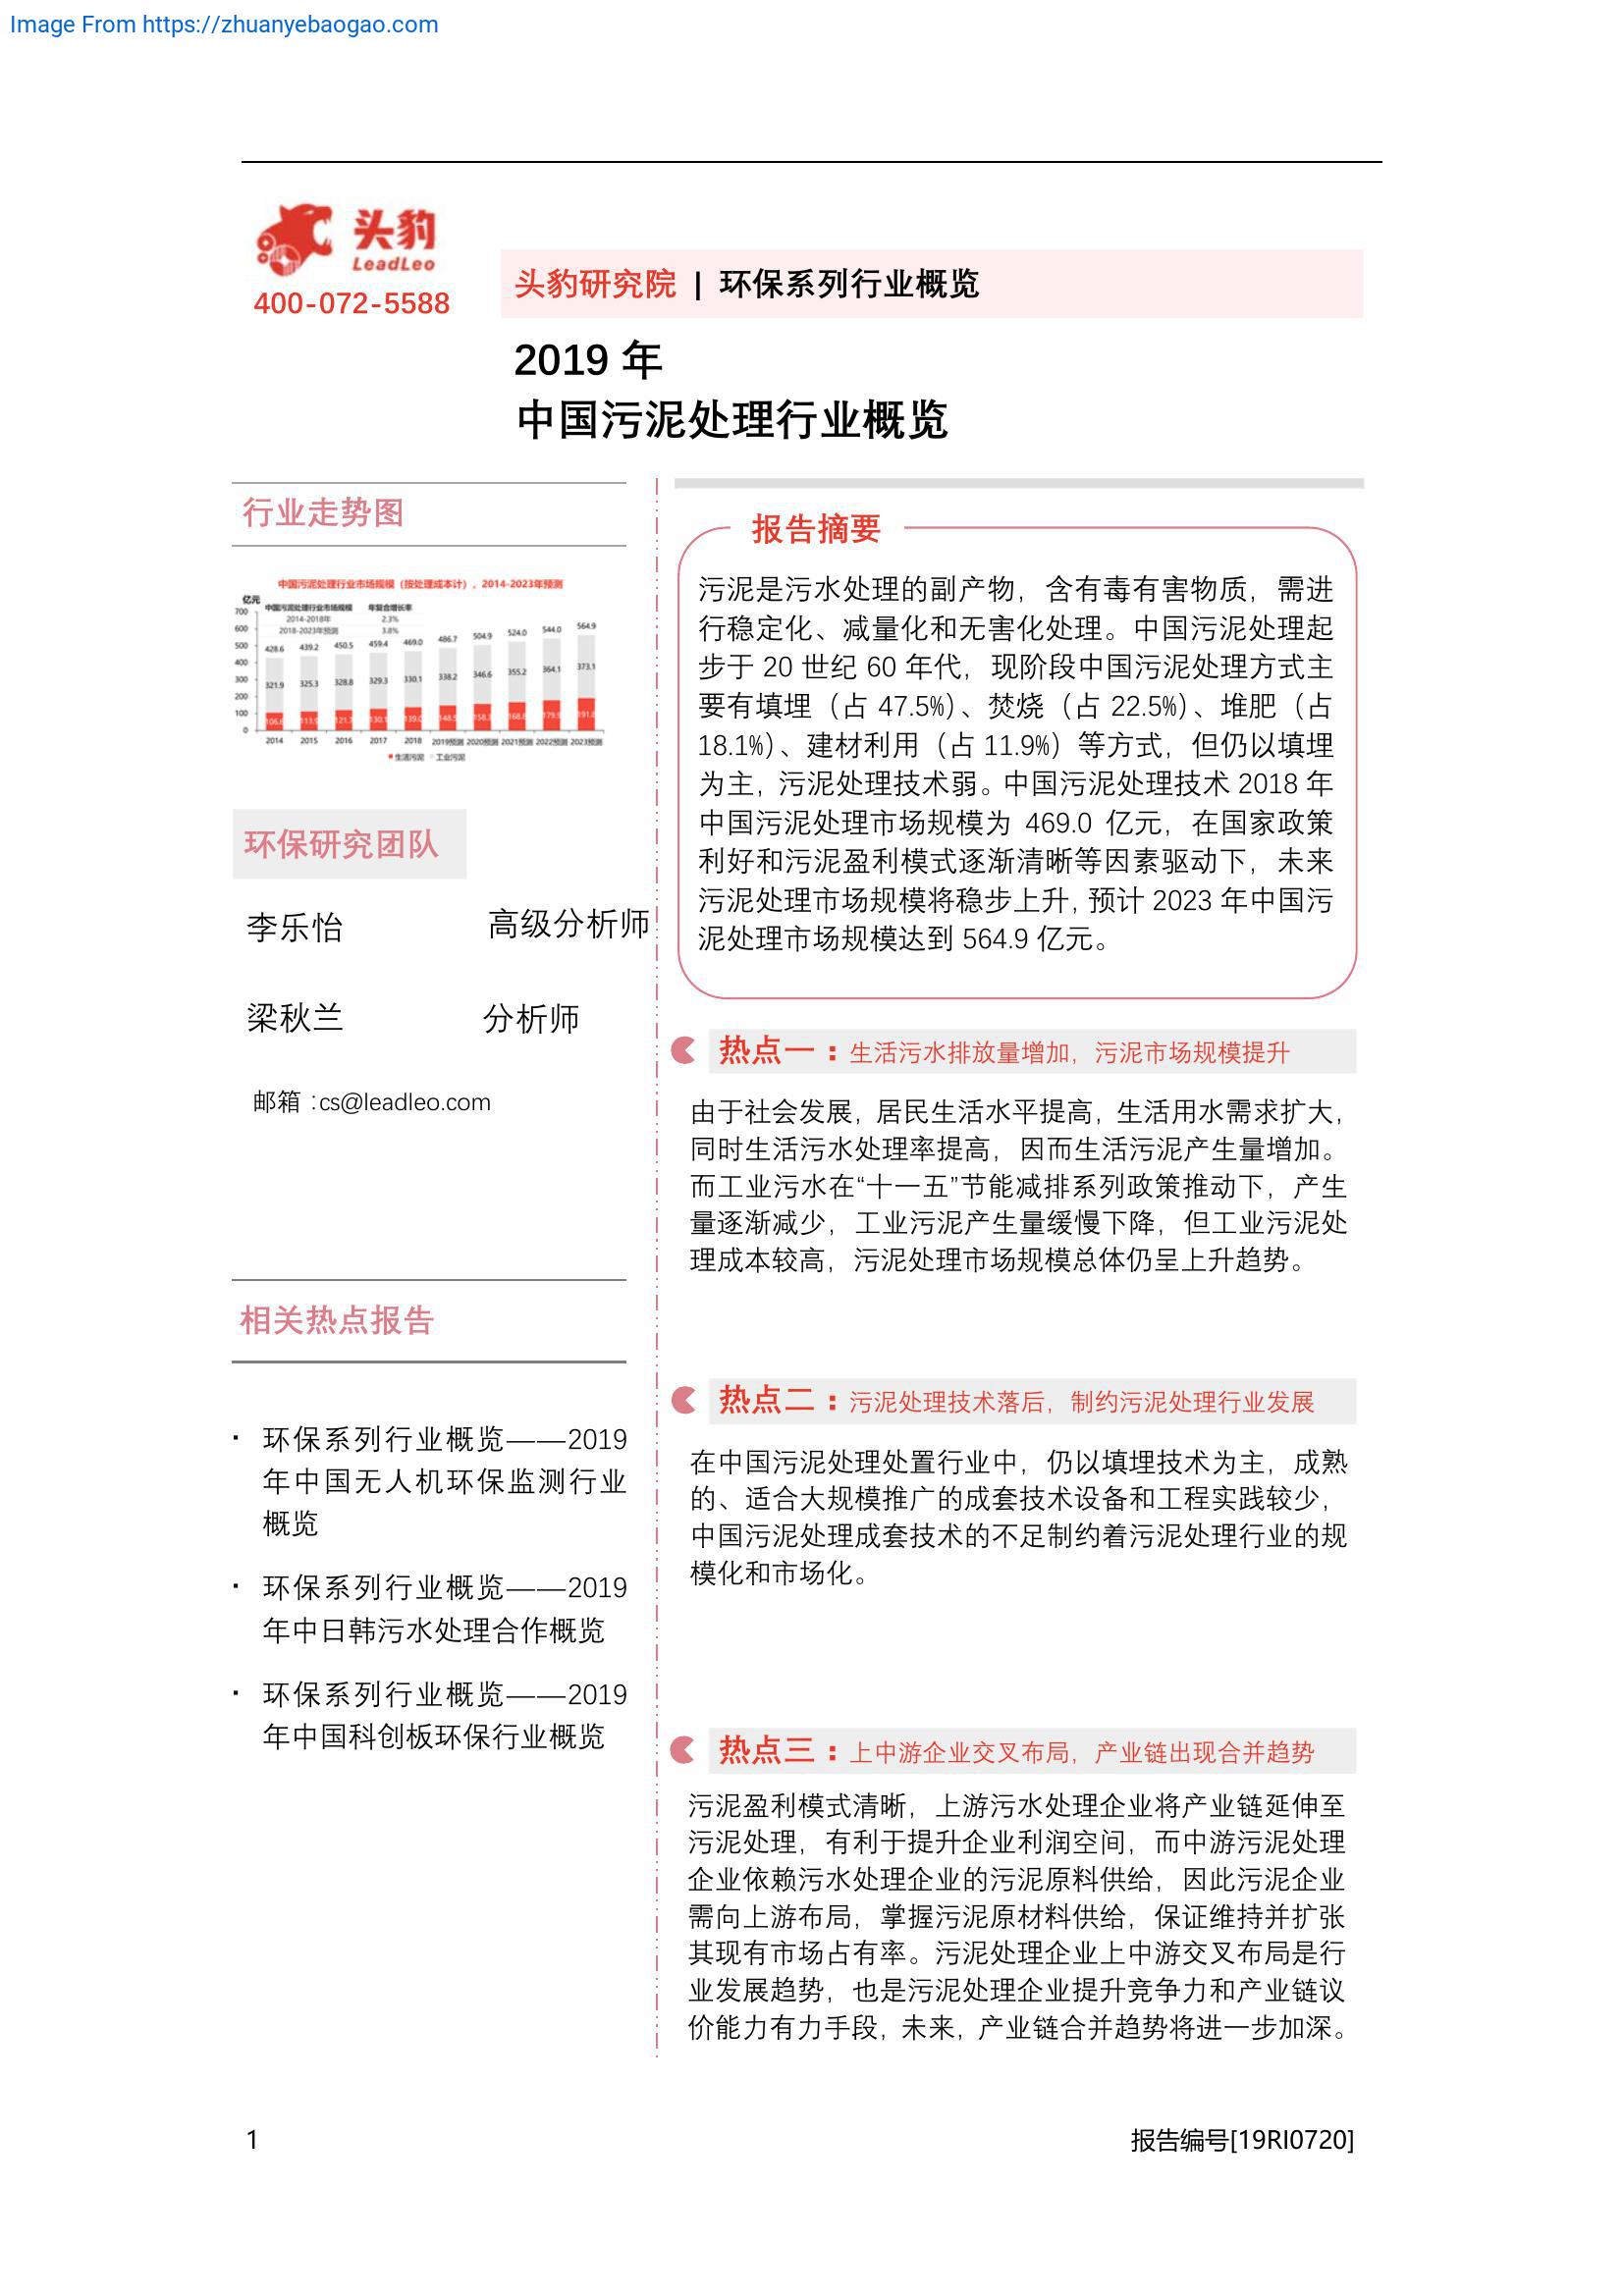 Image From https://zhuanyebaogao.com
头豹
LeadLeo
400-072-5588
头豹研究院 | 环保系列行业概览
2019 年
中国污泥处理行业概览
行业走势图
中国污泥处理行业市场规模（按处理成本计），2014-2023年预测
亿元
中国污泥处理行业市场规模 年复合增长率
2014-2018年 2.3%
2018-2023年预测 3.8%
700
600
500
400
300
200
100
0
428.6 439.2 450.5 459.4 469.0 486.7 504.9 524.0 544.0 564.9
321.9 325.3 328.8 329.3 330.1 338.2 346.6 355.2 364.1 373.1
106.6 113.9 121.7 130.1 139.0 148.5 158.3 168.8 179.9 191.8
2014 2015 2016 2017 2018 2019预测 2020预测 2021预测 2022预测 2023预测
生活污泥 工业污泥
环保研究团队
李乐怡 高级分析师
梁秋兰 分析师
邮箱：cs@leadleo.com
相关热点报告
· 环保系列行业概览——2019
年中国无人机环保监测行业
概览
· 环保系列行业概览——2019
年中日韩污水处理合作概览
· 环保系列行业概览——2019
年中国科创板环保行业概览
报告摘要
污泥是污水处理的副产物，含有毒有害物质，需进
行稳定化、减量化和无害化处理。中国污泥处理起
步于 20 世纪 60 年代，现阶段中国污泥处理方式主
要有填埋（占 47.5%）、焚烧（占 22.5%）、堆肥（占
18.1%）、建材利用（占 11.9%）等方式，但仍以填埋
为主，污泥处理技术弱。中国污泥处理技术 2018 年
中国污泥处理市场规模为 469.0 亿元，在国家政策
利好和污泥盈利模式逐渐清晰等因素驱动下，未来
污泥处理市场规模将稳步上升，预计 2023 年中国污
泥处理市场规模达到 564.9 亿元。
热点一：生活污水排放量增加，污泥市场规模提升
由于社会发展，居民生活水平提高，生活用水需求扩大，
同时生活污水处理率提高，因而生活污泥产生量增加。
而工业污水在“十一五”节能减排系列政策推动下，产生
量逐渐减少，工业污泥产生量缓慢下降，但工业污泥处
理成本较高，污泥处理市场规模总体仍呈上升趋势。
热点二：污泥处理技术落后，制约污泥处理行业发展
在中国污泥处理处置行业中，仍以填埋技术为主，成熟
的、适合大规模推广的成套技术设备和工程实践较少，
中国污泥处理成套技术的不足制约着污泥处理行业的规
模化和市场化。
热点三：上中游企业交叉布局，产业链出现合并趋势
污泥盈利模式清晰，上游污水处理企业将产业链延伸至
污泥处理，有利于提升企业利润空间，而中游污泥处理
企业依赖污水处理企业的污泥原料供给，因此污泥企业
需向上游布局，掌握污泥原材料供给，保证维持并扩张
其现有市场占有率。污泥处理企业上中游交叉布局是行
业发展趋势，也是污泥处理企业提升竞争力和产业链议
价能力有力手段，未来，产业链合并趋势将进一步加深。
1
报告编号[19RI0720]